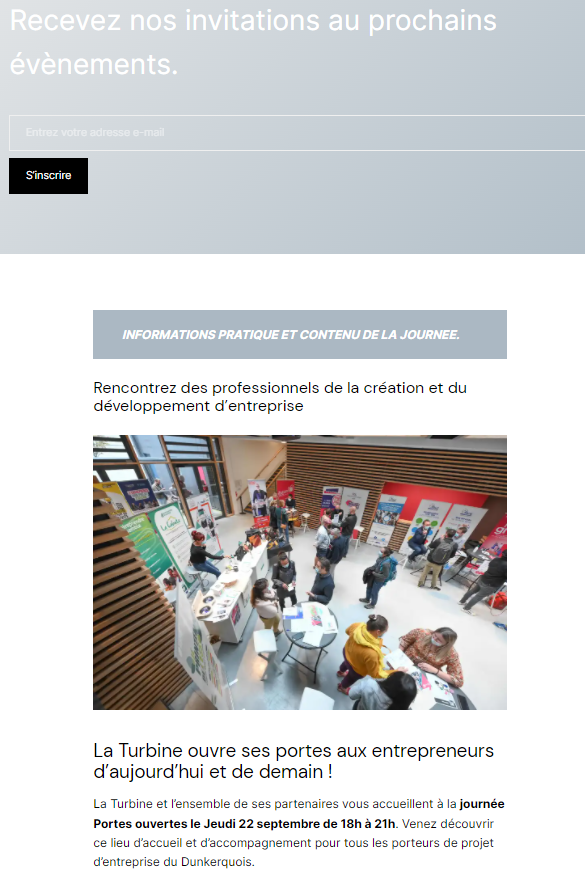 Recevez nos invitations au prochains
évènements.
Entrez votre adresse e-mail
S'inscrire
INFORMATIONS PRATIQUE ET CONTENU DE LA JOURNEE.
Rencontrez des professionnels de la création et du
développement d'entreprise
La Turbine ouvre ses portes aux entrepreneurs
d'aujourd'hui et de demain !
La Turbine et l'ensemble de ses partenaires vous accueillent à la journée
Portes ouvertes le Jeudi 22 septembre de 18h à 21h. Venez découvrir
ce lieu d'accueil et d'accompagnement pour tous les porteurs de projet
d'entreprise du Dunkerquois.